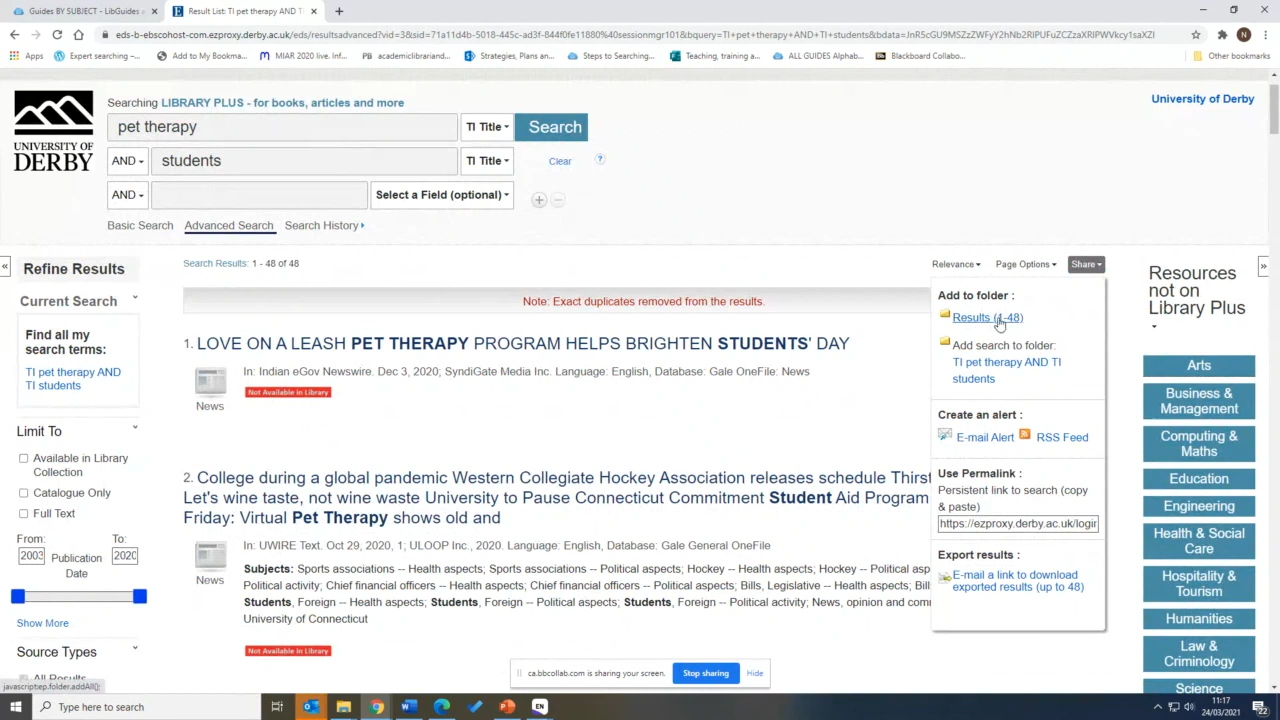 Guides BY SUBJECT - LibGuides a
Result List: TI pet therapy AND TI
eds-b-ebscohost-com.ezproxy.derby.ac.uk/eds/resultsadvanced?vid=3&sid=71a11d4b-5018-445c-ad3f-844f0fe11880%40sessionmgr101&bquery=TI+pet+therapy+AND+TI+students&bdata=
N
Apps
Expert searching –...
Add to My Bookma...
MIAR 2020 live. Inf...
PB academiclibrariand...
Strategies, Plans an...
Steps to Searching...
Teaching, training a...
ALL GUIDES Alphab...
Bb Blackboard Collabo...
Other bookmarks
Searching LIBRARY PLUS - for books, articles and more
University of Derby
pet therapy
TI Title
Search
UNIVERSITY OF
DERBY
AND
students
TI Title
Clear
?
AND
Select a Field (optional)
Basic Search
Advanced Search
Search History
Refine Results
Search Results: 1 - 48 of 48
Relevance
Page Options
Share
Resources
not on
Library Plus
Current Search
Note: Exact duplicates removed from the results.
Add to folder :
Results (1-48)
Add search to folder:
TI pet therapy AND TI
students
Find all my
search terms:
TI pet therapy AND
TI students
1. LOVE ON A LEASH PET THERAPY PROGRAM HELPS BRIGHTEN STUDENTS' DAY
In: Indian eGov Newswire. Dec 3, 2020; SyndiGate Media Inc. Language: English, Database: Gale OneFile: News
Not Available in Library
News
Create an alert :
E-mail Alert
RSS Feed
Use Permalink :
Persistent link to search (copy
& paste)
https://ezproxy.derby.ac.uk/login
Export results :
E-mail a link to download
exported results (up to 48)
Limit To
Available in Library
Collection
Catalogue Only
Full Text
From:
To:
2003
Publication
Date
2020
Show More
Source Types
All Results
2. College during a global pandemic Western Collegiate Hockey Association releases schedule Thirst
Let's wine taste, not wine waste University to Pause Connecticut Commitment Student Aid Program
Friday: Virtual Pet Therapy shows old and
In: UWIRE Text. Oct 29, 2020, 1; ULOOP Inc., 2020. Language: English, Database: Gale General OneFile
News
Subjects: Sports associations -- Health aspects; Sports associations -- Political aspects; Hockey -- Health aspects; Hockey -- Political asp
Political activity; Chief financial officers -- Health aspects; Chief financial officers -- Political aspects; Bills, Legislative -- Health aspects; Bill
Students, Foreign -- Health aspects; Students, Foreign -- Political aspects; Students, Foreign -- Political activity; News, opinion and com
University of Connecticut
Not Available in Library
Arts
Business &
Management
Computing &
Maths
Education
Engineering
Health & Social
Care
Hospitality &
Tourism
Humanities
Law &
Criminology
Science
ca.bbcollab.com is sharing your screen.
Stop sharing
Hide
javascript:ep.folder.addAll();
Type here to search
EN
11:17
24/03/2021
22